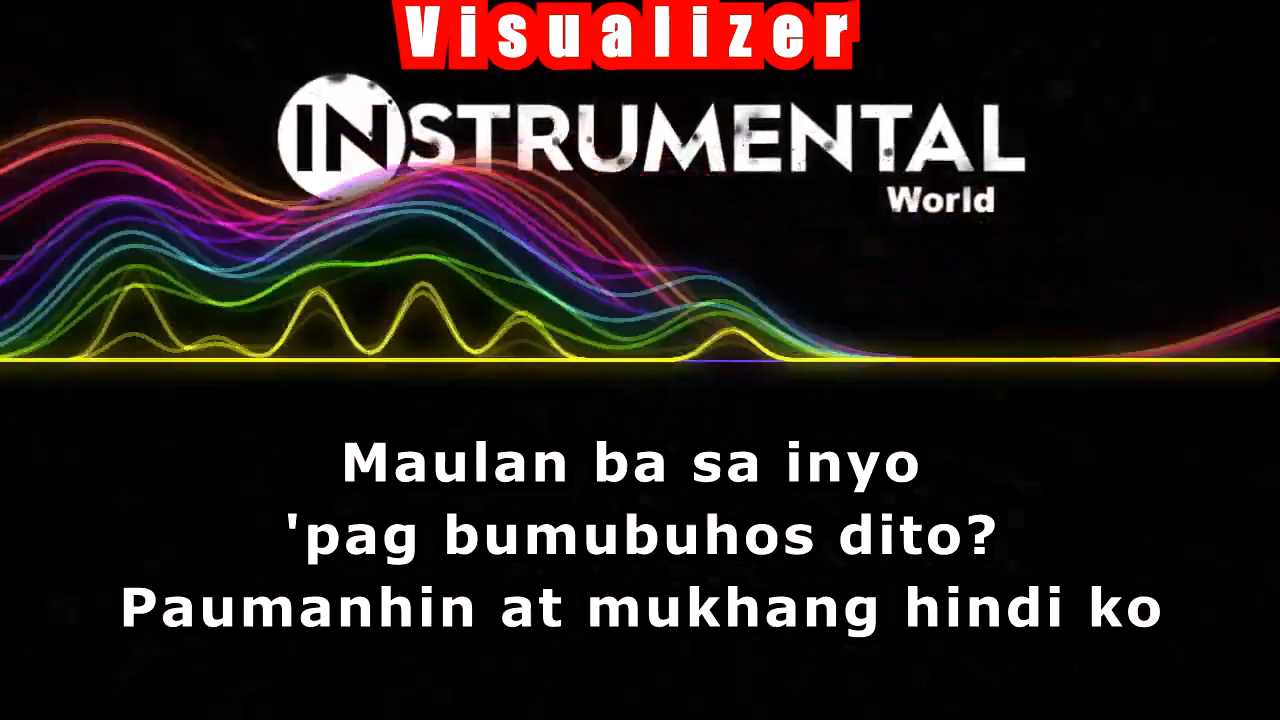 Visualizer
INSTRUMENTAL
World
Maulan ba sa inyo
'pag bumubuhos dito?
Paumanhin at mukhang hindi ko